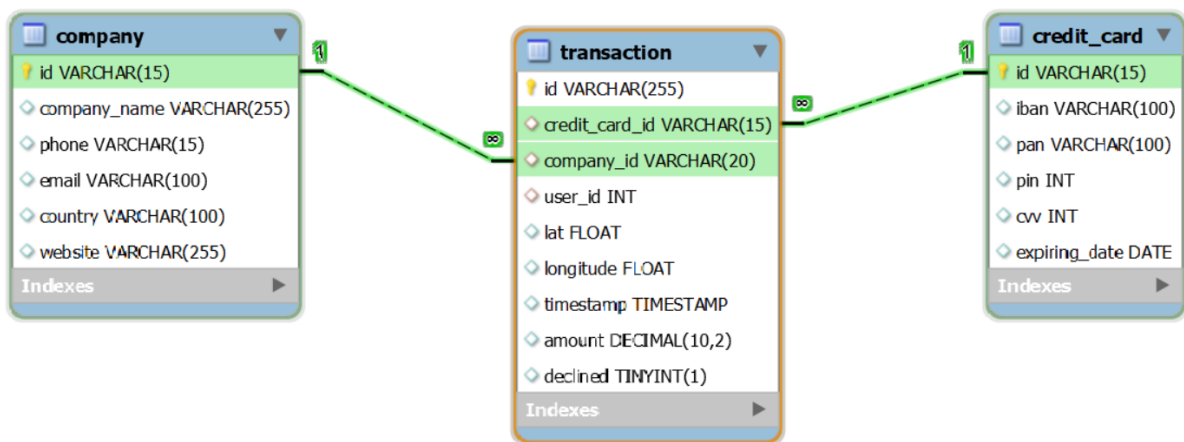 company
id VARCHAR(15)
company_name VARCHAR(255)
phone VARCHAR(15)
email VARCHAR(100)
country VARCHAR(100)
website VARCHAR(255)
Indexes
1
∞
transaction
id VARCHAR(255)
credit_card_id VARCHAR(15)
company_id VARCHAR(20)
user_id INT
lat FLOAT
longitude FLOAT
timestamp TIMESTAMP
amount DECIMAL(10,2)
declined TINYINT(1)
Indexes
∞
1
credit_card
id VARCHAR(15)
iban VARCHAR(100)
pan VARCHAR(100)
pin INT
cvv INT
expiring_date DATE
Indexes